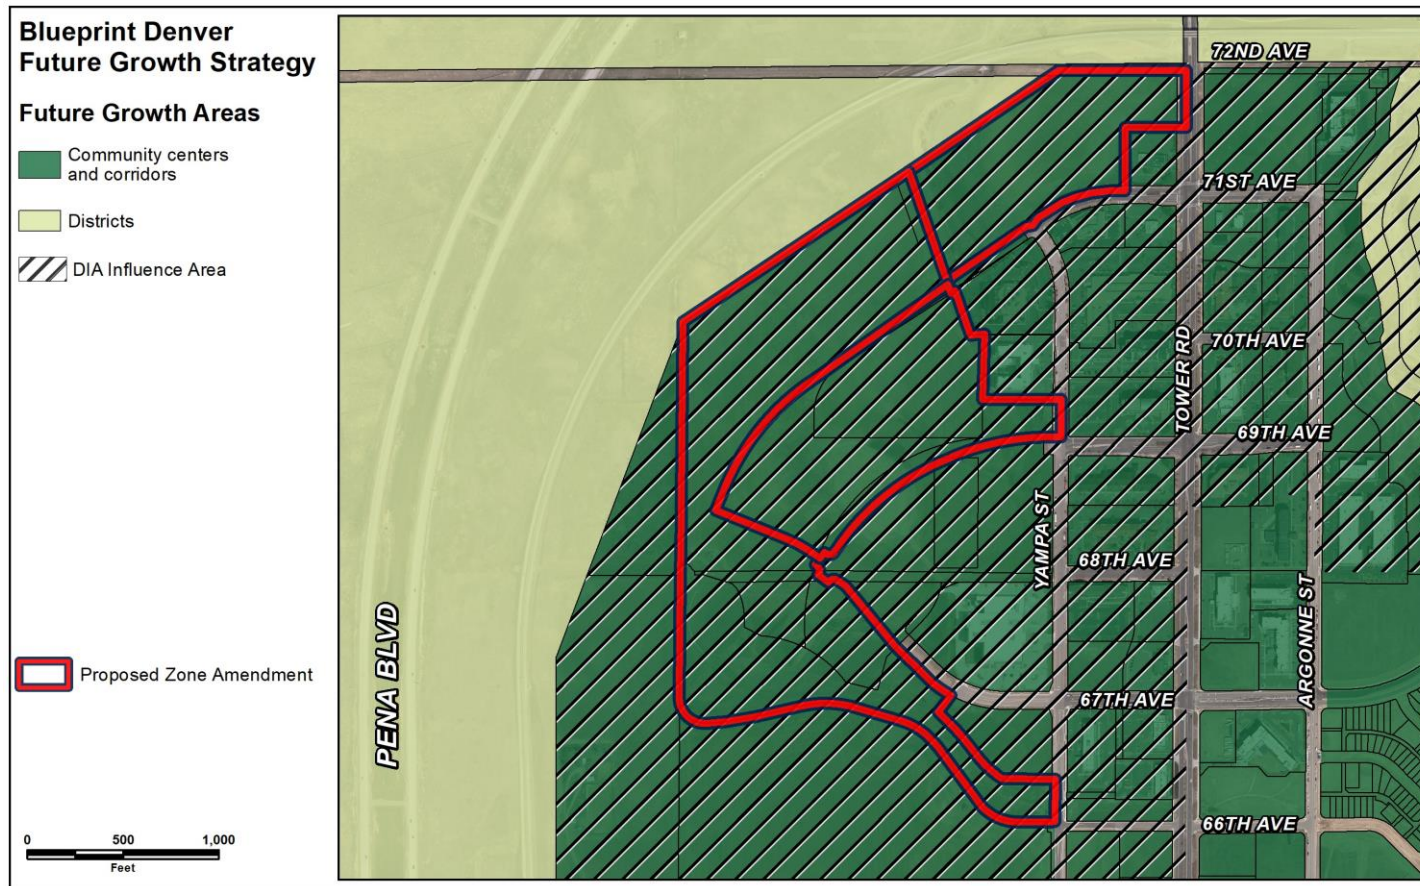 Blueprint Denver
Future Growth Strategy
Future Growth Areas
Community centers
and corridors
Districts
DIA Influence Area
Proposed Zone Amendment
0 500 1,000
Feet
72ND AVE
71ST AVE
70TH AVE
TOWER RD
69TH AVE
YAMPA ST
68TH AVE
ARGONNE ST
PENA BLVD
67TH AVE
66TH AVE